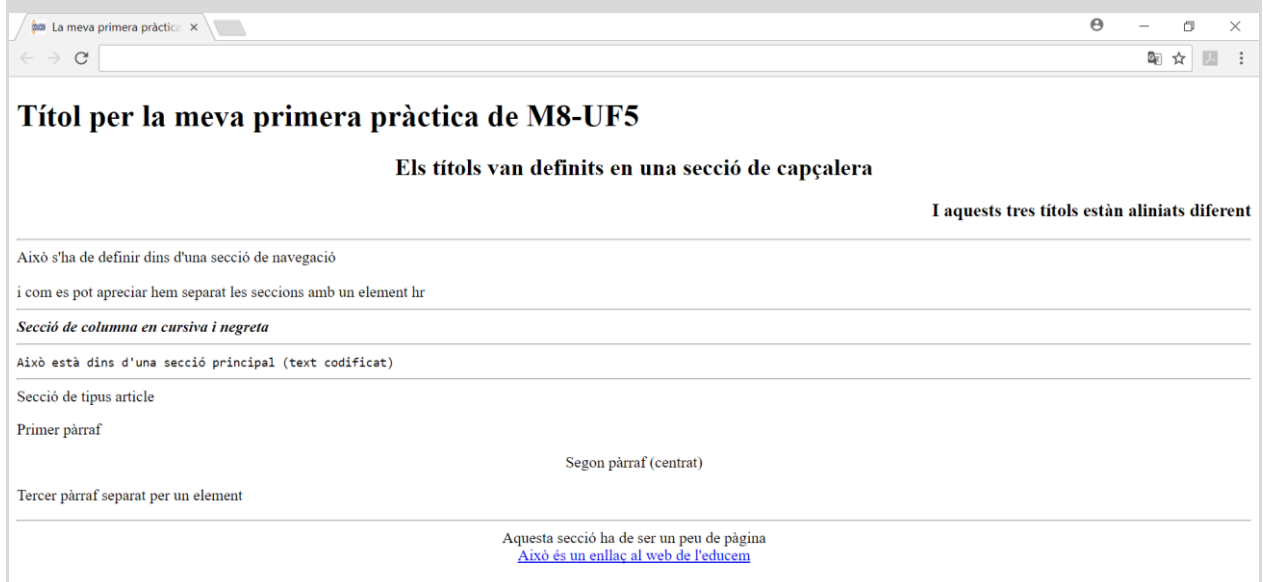 La meva primera pràctica
Títol per la meva primera pràctica de M8-UF5
Els títols van definits en una secció de capçalera
I aquests tres títols estàn aliniats diferent
Això s'ha de definir dins d'una secció de navegació
i com es pot apreciar hem separat les seccions amb un element hr
Secció de columna en cursiva i negreta
Això està dins d'una secció principal (text codificat)
Secció de tipus article
Primer pàrraf
Segon pàrraf (centrat)
Tercer pàrraf separat per un element
Aquesta secció ha de ser un peu de pàgina
Això és un enllaç al web de l'educem